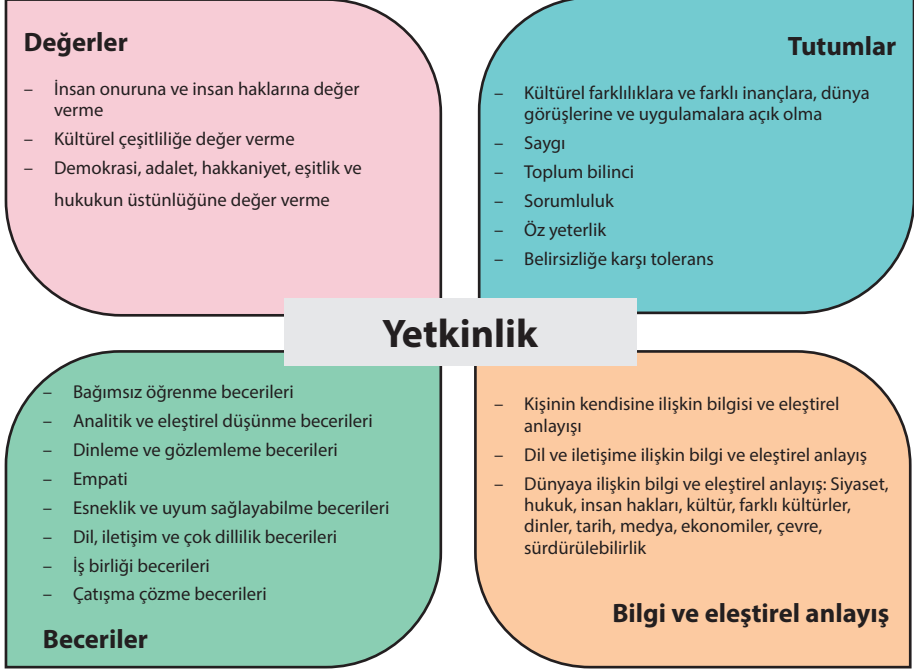 Değerler
– İnsan onuruna ve insan haklarına değer
verme
– Kültürel çeşitliliğe değer verme
– Demokrasi, adalet, hakkaniyet, eşitlik ve
hukukun üstünlüğüne değer verme
Tutumlar
– Kültürel farklılıklara ve farklı inançlara, dünya
görüşlerine ve uygulamalara açık olma
– Saygı
– Toplum bilinci
– Sorumluluk
– Öz yeterlik
– Belirsizliğe karşı tolerans
Yetkinlik
– Bağımsız öğrenme becerileri
– Analitik ve eleştirel düşünme becerileri
– Dinleme ve gözlemleme becerileri
– Empati
– Esneklik ve uyum sağlayabilme becerileri
– Dil, iletişim ve çok dillilik becerileri
– İş birliği becerileri
– Çatışma çözme becerileri
Beceriler
– Kişinin kendisine ilişkin bilgisi ve eleştirel
anlayışı
– Dil ve iletişime ilişkin bilgi ve eleştirel anlayış
– Dünyaya ilişkin bilgi ve eleştirel anlayış: Siyaset,
hukuk, insan hakları, kültür, farklı kültürler,
dinler, tarih, medya, ekonomiler, çevre,
sürdürülebilirlik
Bilgi ve eleştirel anlayış